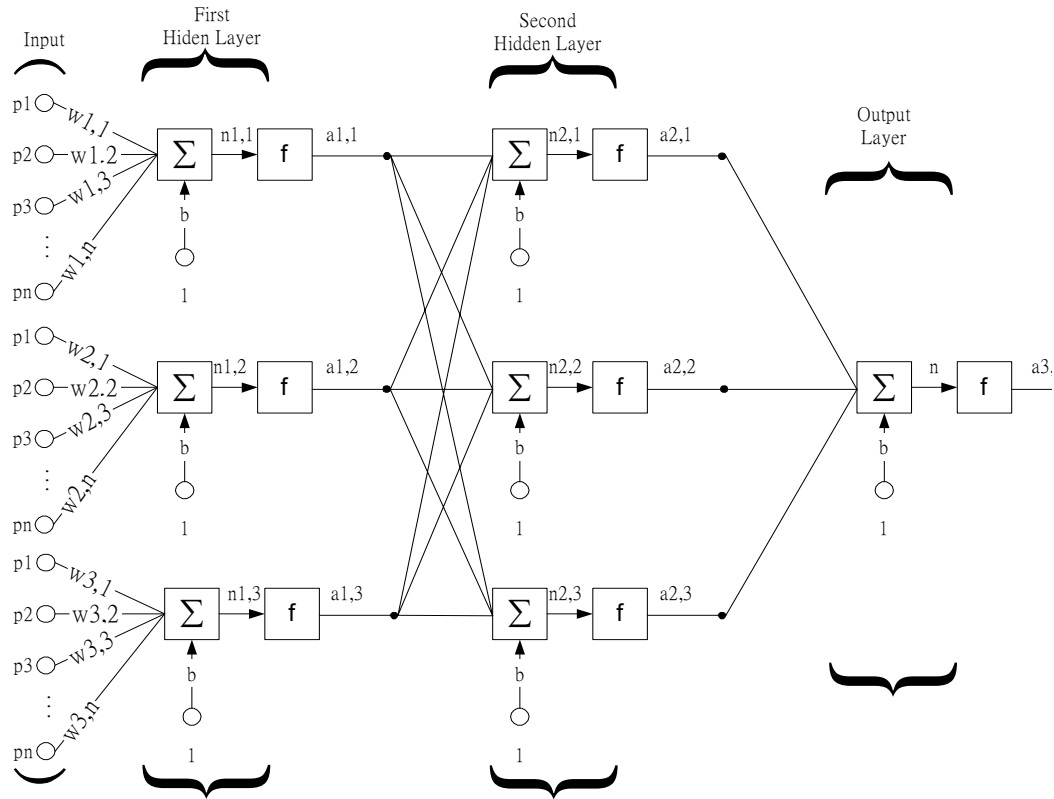 Input
First
Hiden Layer
Second
Hidden Layer
Output
Layer
p1
w1,1
p2
w1.2
p3
w1,3
...
pn
w1,n
Σ
n1,1
f
a1,1
b
1
Σ
n2,1
f
a2,1
b
1
p1
w2,1
p2
w2.2
p3
w2,3
...
pn
w2,n
Σ
n1,2
f
a1,2
b
1
Σ
n2,2
f
a2,2
b
1
Σ
n
f
a3,
b
1
p1
w3,1
p2
w3,2
p3
w3,3
...
pn
w3,n
Σ
n1,3
f
a1,3
b
1
Σ
n2,3
f
a2,3
b
1